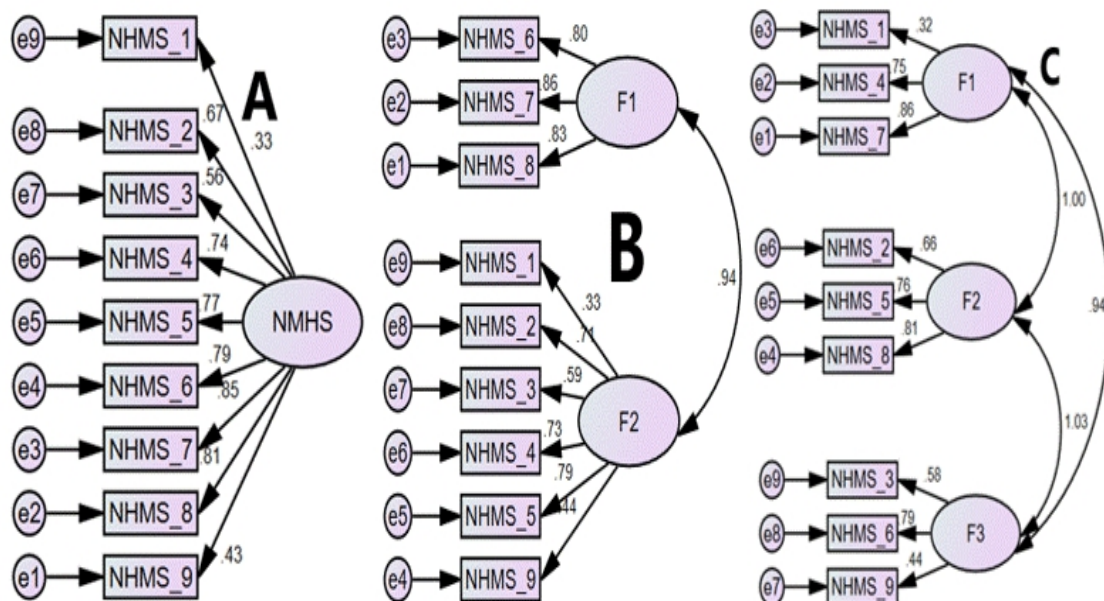 A
e9 NHMS_1
.33
e8 NHMS_2
.67
e7 NHMS_3
.56
e6 NHMS_4
.74
e5 NHMS_5
.77
NMHS
e4 NHMS_6
.79
e3 NHMS_7
.85
e2 NHMS_8
.81
e1 NHMS_9
.43
B
e3 NHMS_6
.80
e2 NHMS_7
.86
F1
e1 NHMS_8
.83
.94
e9 NHMS_1
.33
e8 NHMS_2
.71
e7 NHMS_3
.59
F2
e6 NHMS_4
.73
e5 NHMS_5
.79
e4 NHMS_9
.44
C
e3 NHMS_1
.32
e2 NHMS_4
.75
F1
e1 NHMS_7
.86
1.00
e6 NHMS_2
.66
e5 NHMS_5
.76
F2
e4 NHMS_8
.81
.94
1.03
e9 NHMS_3
.58
e8 NHMS_6
.79
F3
e7 NHMS_9
.44